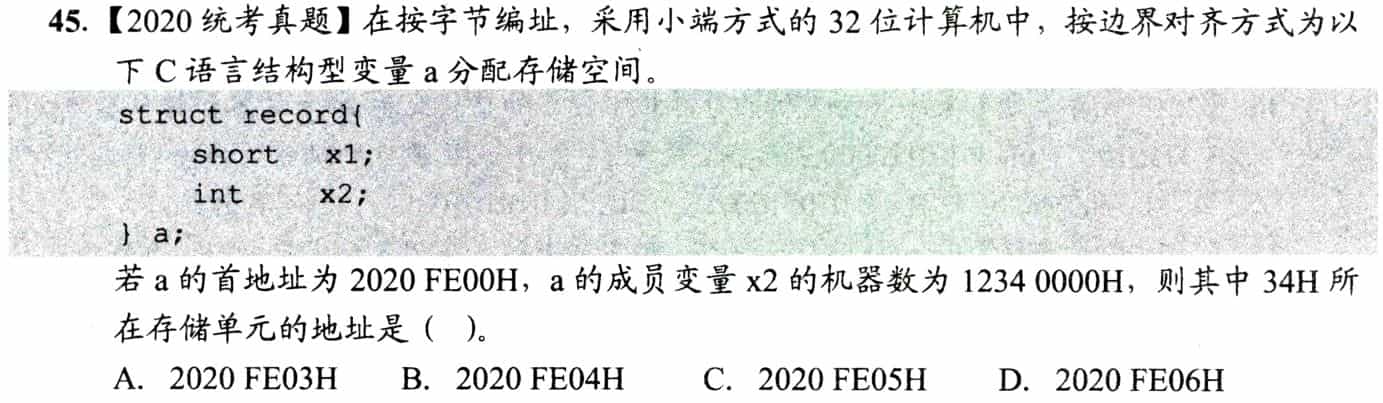 45.【2020 统考真题】在按字节编址，采用小端方式的 32 位计算机中，按边界对齐方式为以
下 C 语言结构型变量 a 分配存储空间。
struct record{
short x1;
int x2;
} a;
若 a 的首地址为 2020 FE00H，a 的成员变量 x2 的机器数为 1234 0000H，则其中 34H 所
在存储单元的地址是（ ）。
A. 2020 FE03H B. 2020 FE04H C. 2020 FE05H D. 2020 FE06H